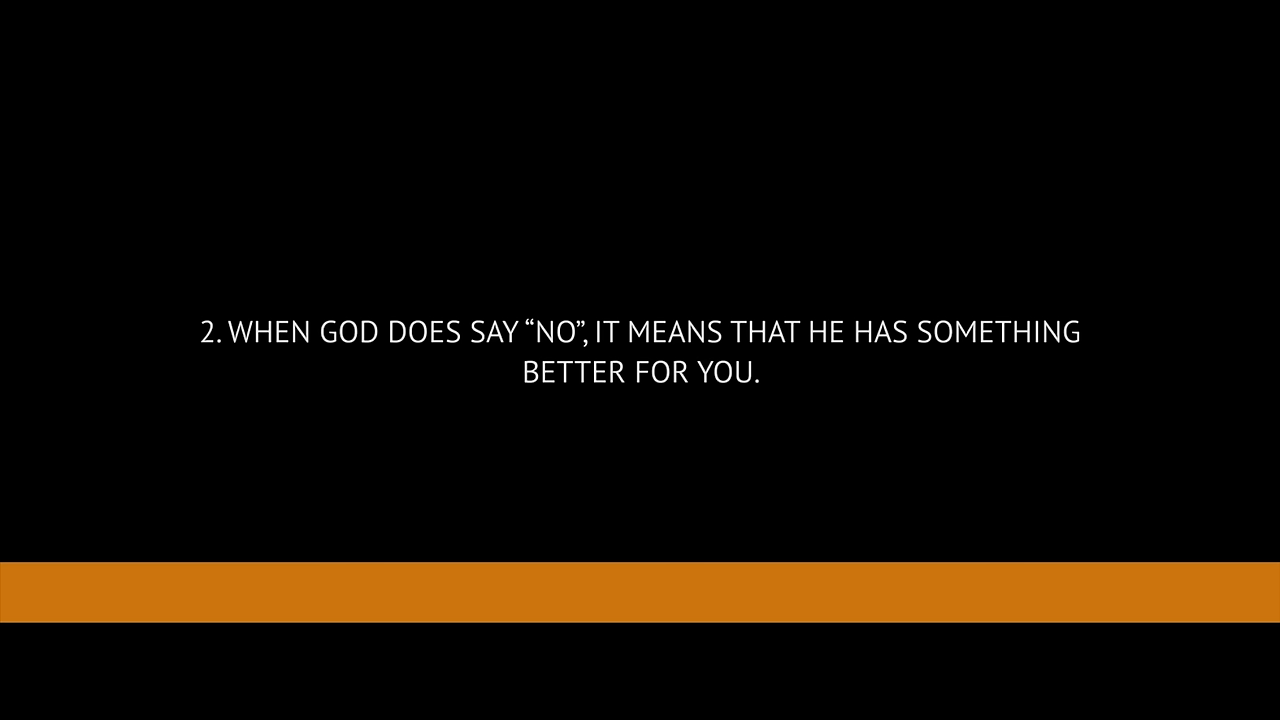 2. WHEN GOD DOES SAY “NO”, IT MEANS THAT HE HAS SOMETHING
BETTER FOR YOU.